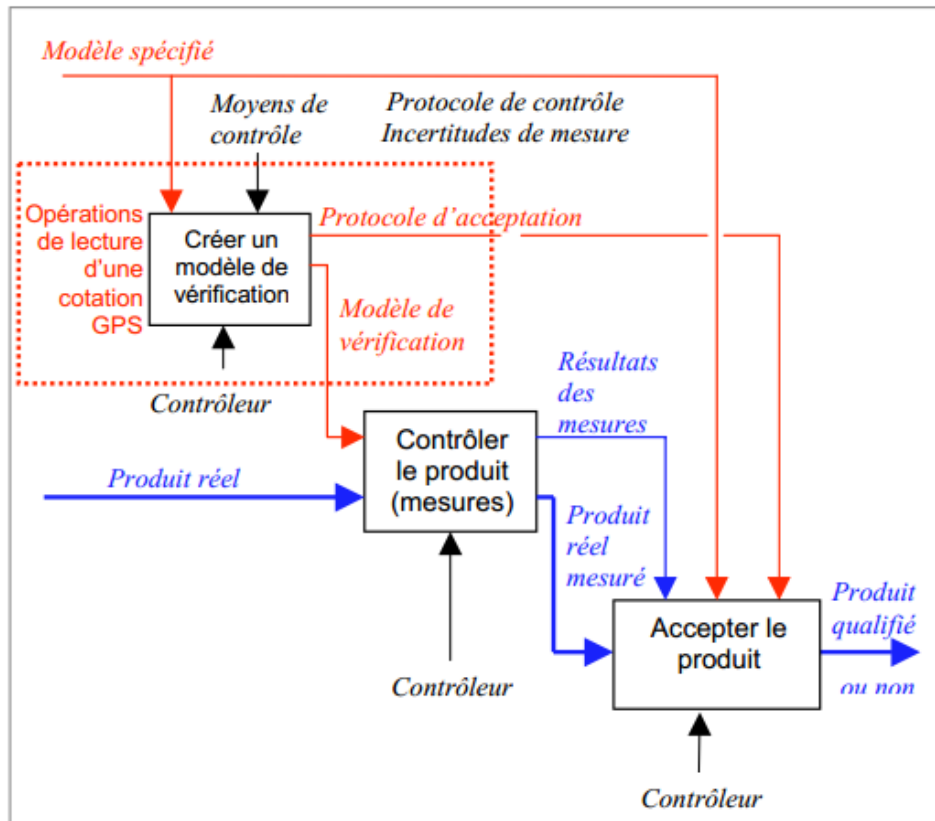 Modèle spécifié
Moyens de
contrôle
Protocole de contrôle
Incertitudes de mesure
Opérations
de lecture
d'une
cotation
GPS
Créer un
modèle de
vérification
Protocole d'acceptation
Modèle de
vérification
Contrôleur
Résultats
des
mesures
Contrôler
le produit
(mesures)
Produit réel
Produit
réel
mesuré
Accepter le
produit
Produit
qualifié
ou non
Contrôleur
Contrôleur